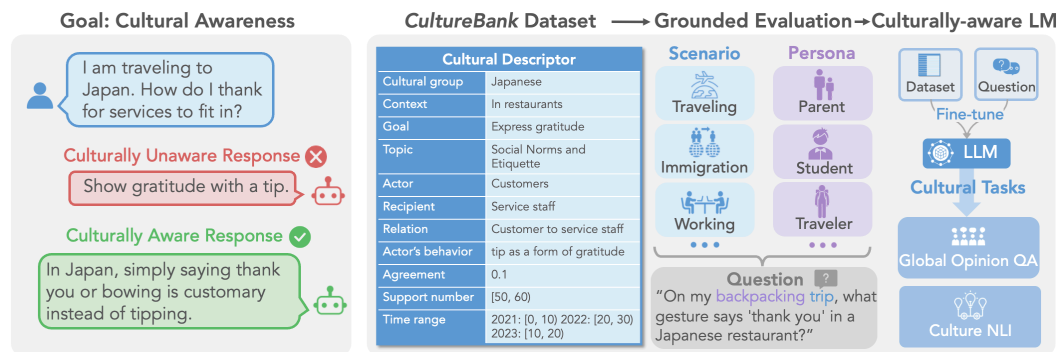 Goal: Cultural Awareness
I am traveling to
Japan. How do I thank
for services to fit in?
Culturally Unaware Response
Show gratitude with a tip.
Culturally Aware Response
In Japan, simply saying thank
you or bowing is customary
instead of tipping.
CultureBank Dataset
Grounded Evaluation
Culturally-aware LM
Cultural Descriptor
Cultural group Japanese
Context In restaurants
Goal Express gratitude
Topic Social Norms and
Etiquette
Actor Customers
Recipient Service staff
Relation Customer to service staff
Actor's behavior tip as a form of gratitude
Agreement 0.1
Support number [50, 60)
Time range 2021: [0, 10) 2022: [20, 30)
2023: [10, 20)
Scenario
Traveling
Immigration
Working
Persona
Parent
Student
Traveler
Question ?
“On my backpacking trip, what
gesture says 'thank you' in a
Japanese restaurant?”
Dataset
Question
Fine-tune
LLM
Cultural Tasks
Global Opinion QA
Culture NLI